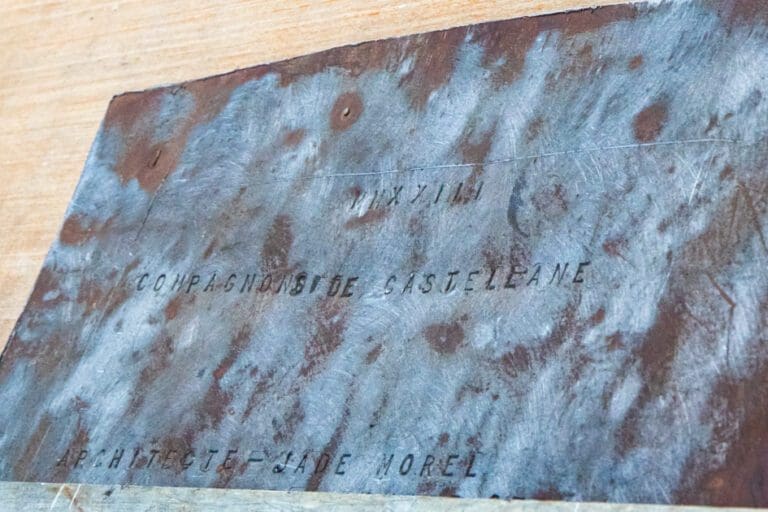 MMXXIII
COMPAGNONS DE CASTELLANE
ARCHITECTE-JADE MOREL